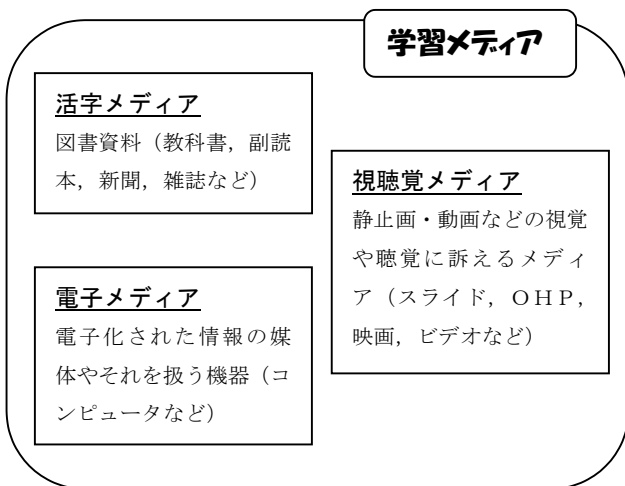 学習メディア
活字メディア
図書資料（教科書，副読
本，新聞，雑誌など）
視聴覚メディア
静止画・動画などの視覚
や聴覚に訴えるメディ
ア（スライド，ＯＨＰ，
映画，ビデオなど）
電子メディア
電子化された情報の媒
体やそれを扱う機器（コ
ンピュータなど）